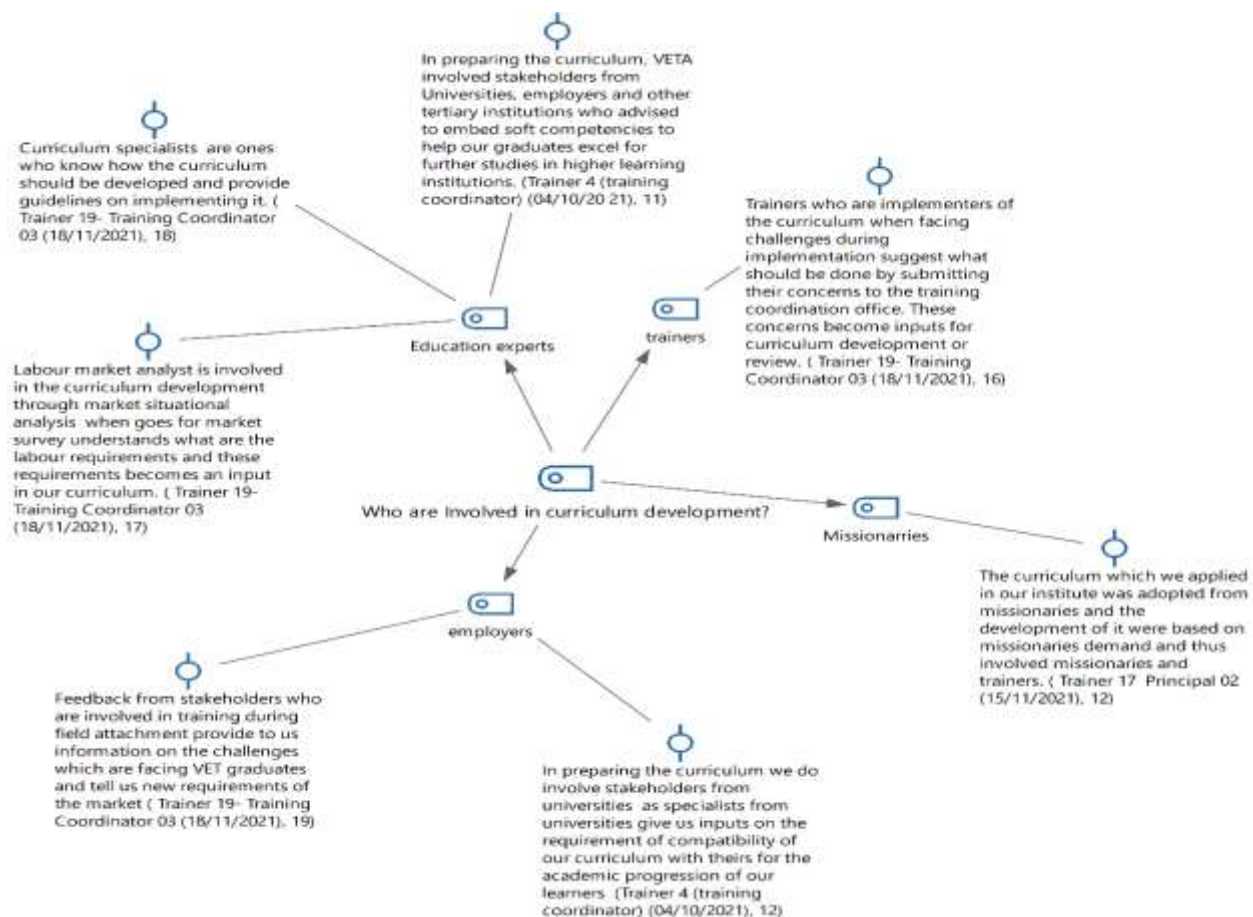 In preparing the curriculum, VETA
involved stakeholders from
Universities, employers and other
tertiary institutions who advised
to embed soft competencies to
help our graduates excel for
further studies in higher learning
institutions. (Trainer 4 (training
coordinator) (04/10/20 21), 11)
Curriculum specialists are ones
who know how the curriculum
should be developed and provide
guidelines on implementing it. (
Trainer 19- Training Coordinator
03 (18/11/2021), 18)
Trainers who are implementers of
the curriculum when facing
challenges during
implementation suggest what
should be done by submitting
their concerns to the training
coordination office. These
concerns become inputs for
curriculum development or
review. ( Trainer 19- Training
Coordinator 03 (18/11/2021), 16)
Education experts
trainers
Labour market analyst is involved
in the curriculum development
through market situational
analysis when goes for market
survey understands what are the
labour requirements and these
requirements becomes an input
in our curriculum. ( Trainer 19-
Training Coordinator 03
(18/11/2021), 17)
Who are Involved in curriculum development?
Missionarries
employers
The curriculum which we applied
in our institute was adopted from
missionaries and the
development of it were based on
missionaries demand and thus
involved missionaries and
trainers. ( Trainer 17 Principal 02
(15/11/2021), 12)
Feedback from stakeholders who
are involved in training during
field attachment provide to us
information on the challenges
which are facing VET graduates
and tell us new requirements of
the market ( Trainer 19- Training
Coordinator 03 (18/11/2021), 19)
In preparing the curriculum we do
involve stakeholders from
universities as specialists from
universities give us inputs on the
requirement of compatibility of
our curriculum with theirs for the
academic progression of our
learners (Trainer 4 (training
coordinator) (04/10/2021), 12)